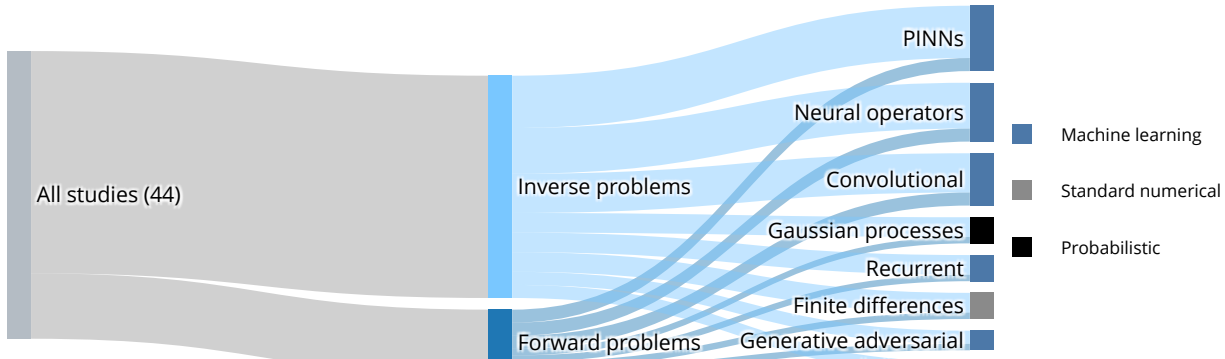 All studies (44)
Inverse problems
Forward problems
PINNs
Neural operators
Convolutional
Gaussian processes
Recurrent
Finite differences
Generative adversarial
Machine learning
Standard numerical
Probabilistic